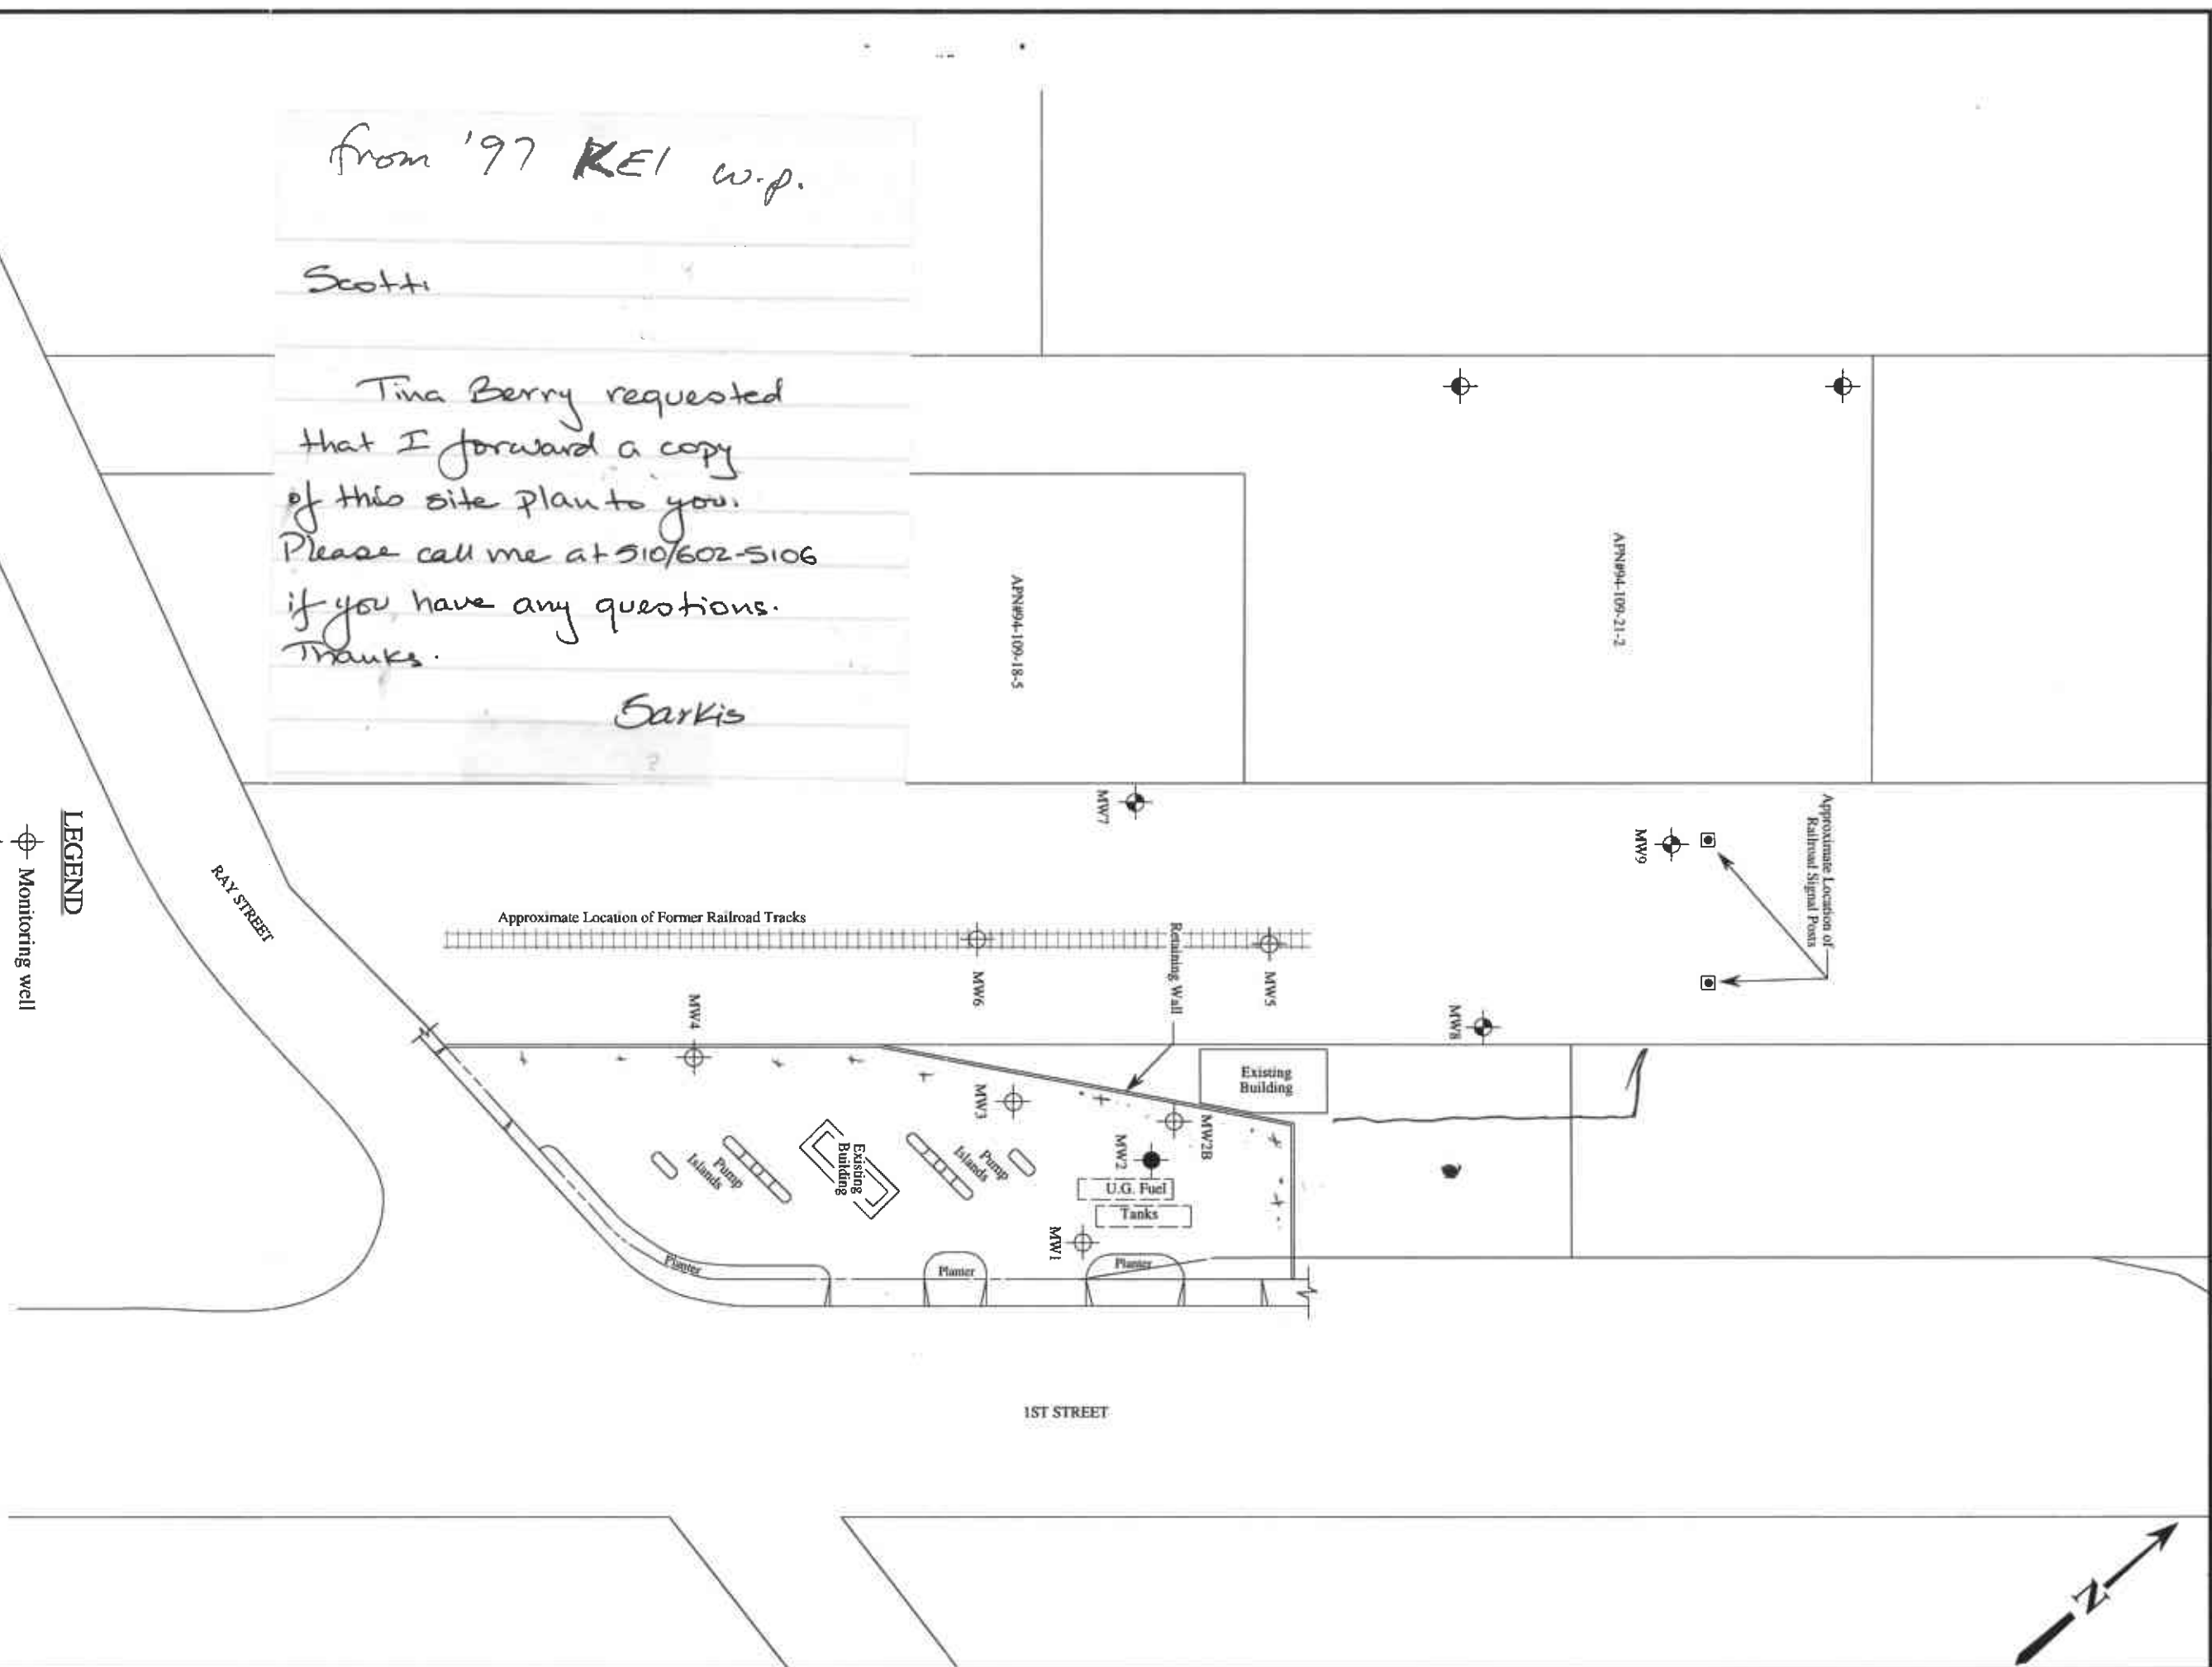 from '97 KEI w.p.
Scott:
Tina Berry requested
that I forward a copy
of this site plan to you.
Please call me at 510/602-5106
if you have any questions.
Thanks.
Sarkis
APN#94-109-18-5
APN#94-109-21-2
MW7
MW9
Approximate Location of
Railroad Signal Posts
LEGEND
Monitoring well
RAY STREET
Approximate Location of Former Railroad Tracks
Retaining Wall
MW6
MW5
MW4
MW8
Existing
Building
MW3
MW2B
MW2
Existing
Building
Pump
Islands
Pump
Islands
U.G. Fuel
Tanks
MW1
Planter
Planter
Planter
1ST STREET
N